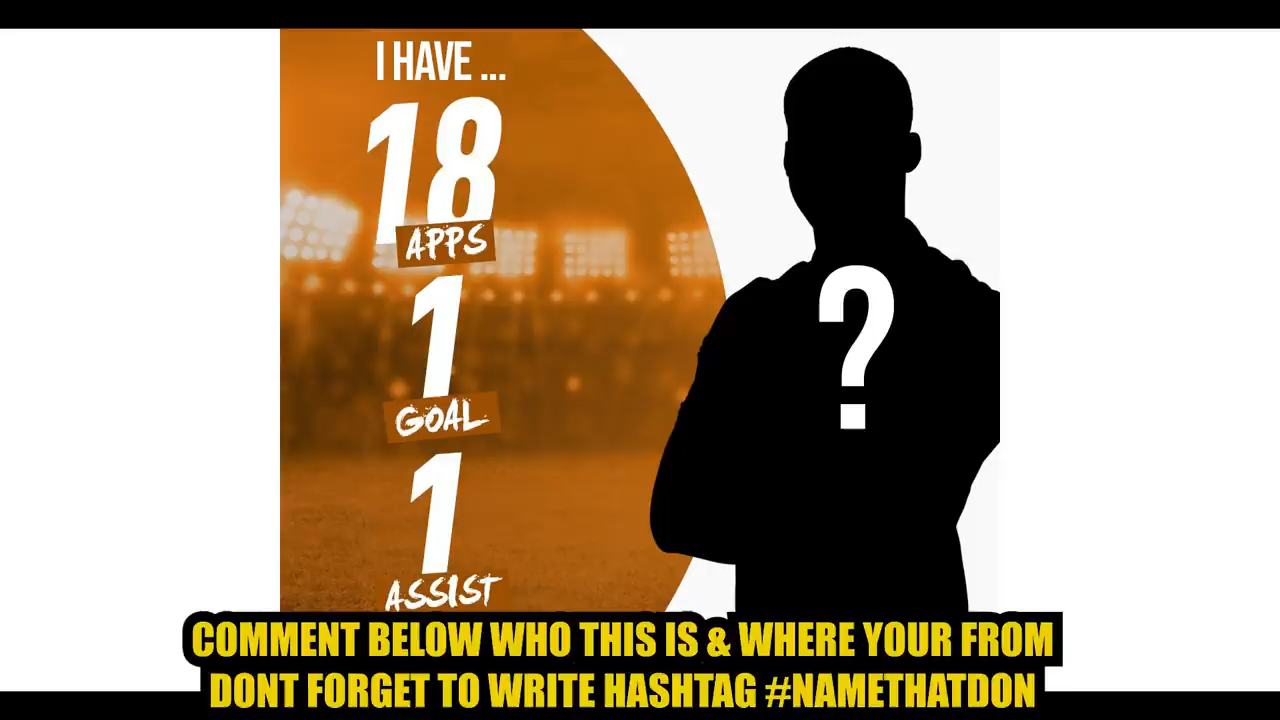 I HAVE ...
18
APPS
1
GOAL
1
ASSIST
?
COMMENT BELOW WHO THIS IS & WHERE YOUR FROM
DONT FORGET TO WRITE HASHTAG #NAMETHATDON